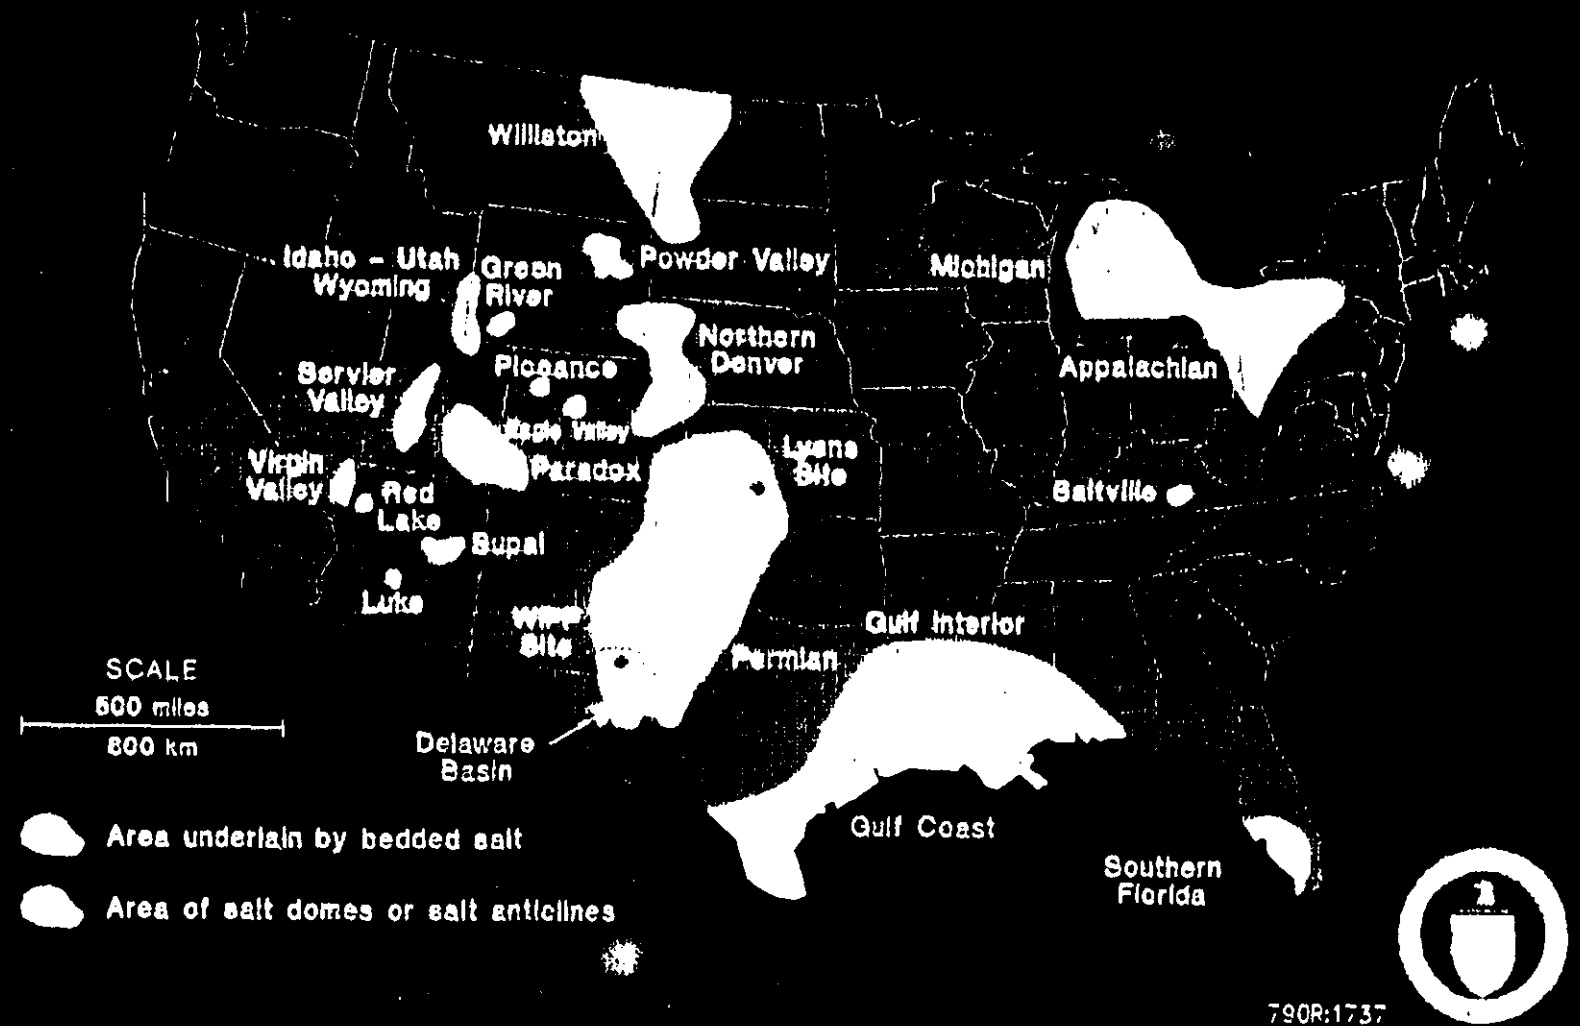 Williston
Idaho - Utah
Wyoming
Green
River
Powder Valley
Michigan
Northern
Denver
Servier
Valley
Piceance
Appalachian
Eagle Valley
Lyons
Site
Virgin
Valley
Paradox
Red
Lake
Saltville
Supai
Luke
WIPP
Site
Gulf Interior
Permian
SCALE
500 miles
800 km
Delaware
Basin
Gulf Coast
Area underlain by bedded salt
Southern
Florida
Area of salt domes or salt anticlines
790R:1737